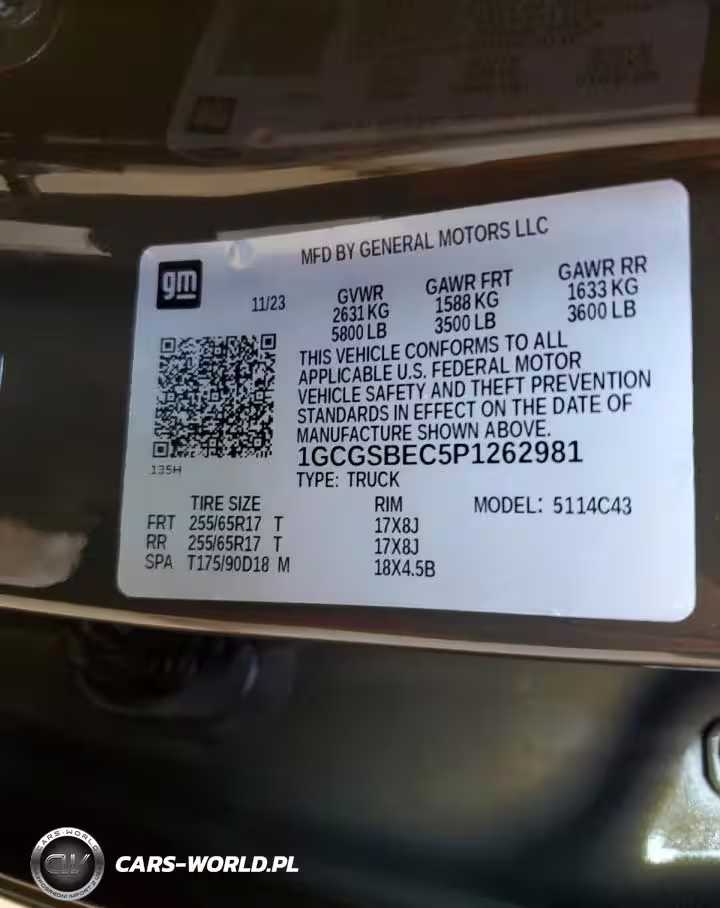 MFD BY GENERAL MOTORS LLC
gm
11/23
GVWR
2631 KG
5800 LB
GAWR FRT
1588 KG
3500 LB
GAWR RR
1633 KG
3600 LB
THIS VEHICLE CONFORMS TO ALL
APPLICABLE U.S. FEDERAL MOTOR
VEHICLE SAFETY AND THEFT PREVENTION
STANDARDS IN EFFECT ON THE DATE OF
MANUFACTURE SHOWN ABOVE.
1GCGSBEC5P1262981
135H
TYPE: TRUCK
TIRE SIZE RIM MODEL: 5114C43
FRT 255/65R17 T 17X8J
RR 255/65R17 T 17X8J
SPA T175/90D18 M 18X4.5B
CARS-WORLD
CW
CARS-WORLD.PL